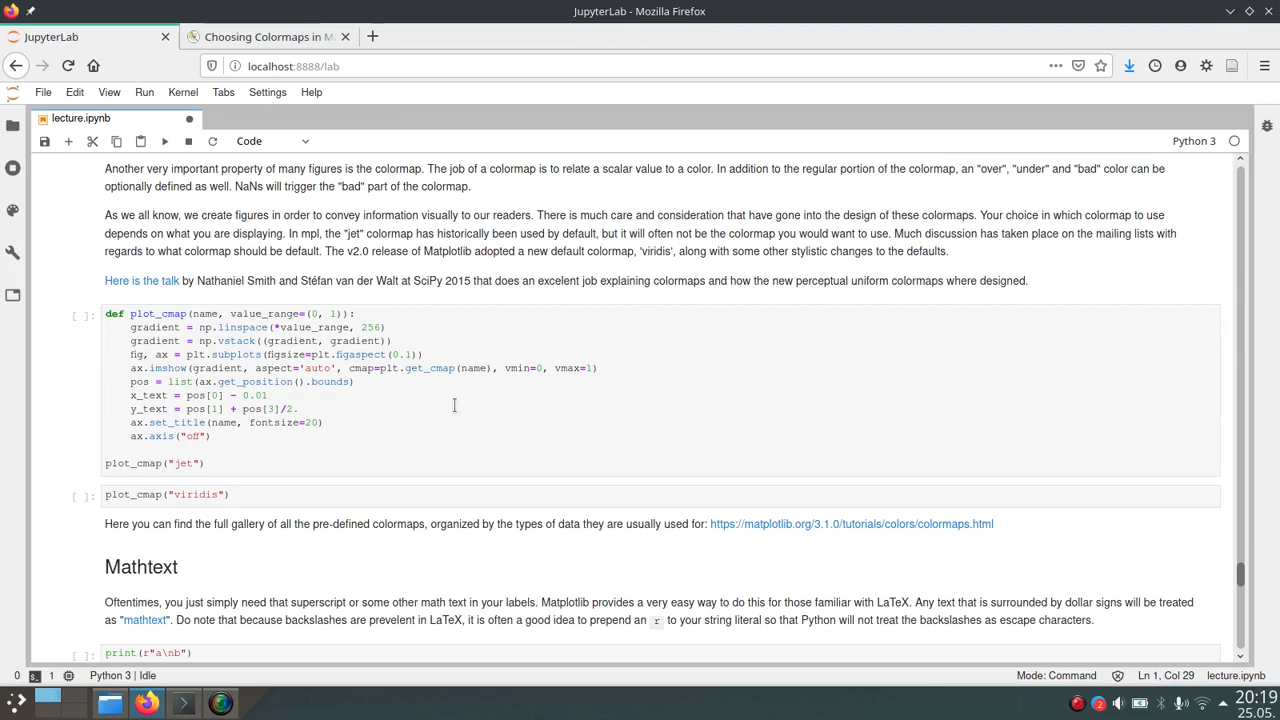 JupyterLab - Mozilla Firefox
JupyterLab
Choosing Colormaps in M
localhost:8888/lab
File Edit View Run Kernel Tabs Settings Help
lecture.ipynb
Code
Python 3
Another very important property of many figures is the colormap. The job of a colormap is to relate a scalar value to a color. In addition to the regular portion of the colormap, an "over", "under" and "bad" color can be
optionally defined as well. NaNs will trigger the "bad" part of the colormap.
As we all know, we create figures in order to convey information visually to our readers. There is much care and consideration that have gone into the design of these colormaps. Your choice in which colormap to use
depends on what you are displaying. In mpl, the "jet" colormap has historically been used by default, but it will often not be the colormap you would want to use. Much discussion has taken place on the mailing lists with
regards to what colormap should be default. The v2.0 release of Matplotlib adopted a new default colormap, 'viridis', along with some other stylistic changes to the defaults.
Here is the talk by Nathaniel Smith and Stéfan van der Walt at SciPy 2015 that does an excelent job explaining colormaps and how the new perceptual uniform colormaps where designed.
[ ]: def plot_cmap(name, value_range=(0, 1)):
gradient = np.linspace(*value_range, 256)
gradient = np.vstack((gradient, gradient))
fig, ax = plt.subplots(figsize=plt.figaspect(0.1))
ax.imshow(gradient, aspect='auto', cmap=plt.get_cmap(name), vmin=0, vmax=1)
pos = list(ax.get_position().bounds)
x_text = pos[0] - 0.01
y_text = pos[1] + pos[3]/2.
ax.set_title(name, fontsize=20)
ax.axis("off")
plot_cmap("jet")
[ ]: plot_cmap("viridis")
Here you can find the full gallery of all the pre-defined colormaps, organized by the types of data they are usually used for: https://matplotlib.org/3.1.0/tutorials/colors/colormaps.html
Mathtext
Oftentimes, you just simply need that superscript or some other math text in your labels. Matplotlib provides a very easy way to do this for those familiar with LaTeX. Any text that is surrounded by dollar signs will be treated
as "mathtext". Do note that because backslashes are prevelent in LaTeX, it is often a good idea to prepend an r to your string literal so that Python will not treat the backslashes as escape characters.
[ ]: print(r"a\nb")
0 1 Python 3 | Idle Mode: Command Ln 1, Col 29 lecture.ipynb
2
20:19
25.05.